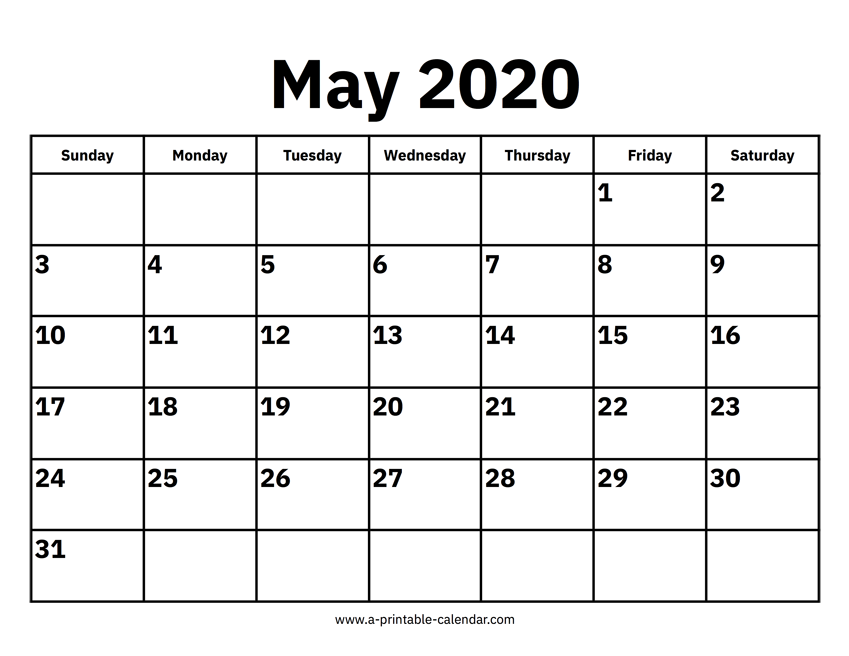 May 2020
Sunday Monday Tuesday Wednesday Thursday Friday Saturday
1 2
3 4 5 6 7 8 9
10 11 12 13 14 15 16
17 18 19 20 21 22 23
24 25 26 27 28 29 30
31
www.a-printable-calendar.com